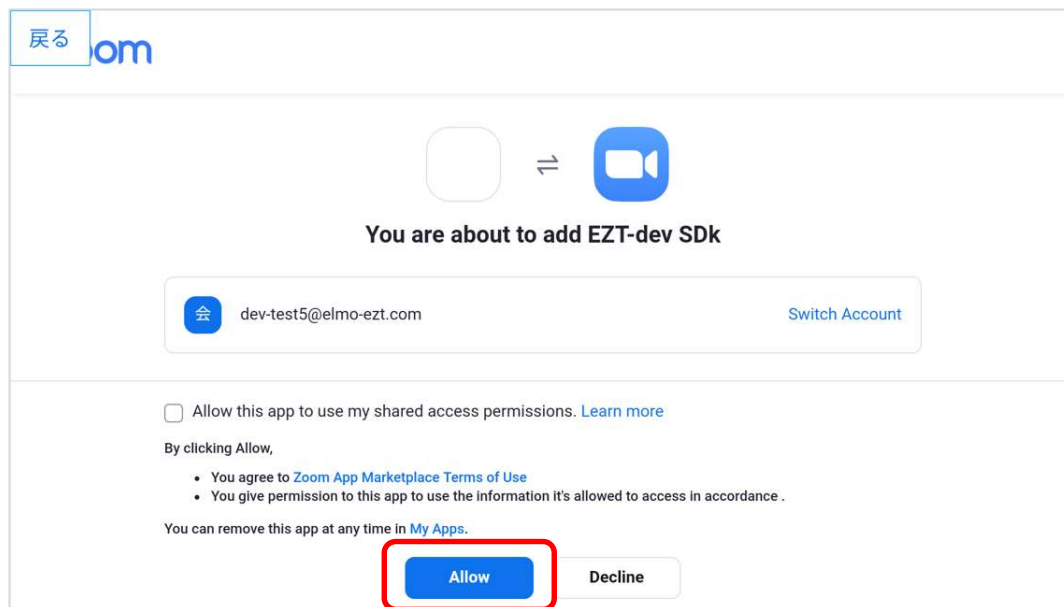 戻る
oom
You are about to add EZT-dev SDk
会
dev-test5@elmo-ezt.com
Switch Account
Allow this app to use my shared access permissions. Learn more
By clicking Allow,
• You agree to Zoom App Marketplace Terms of Use
• You give permission to this app to use the information it's allowed to access in accordance .
You can remove this app at any time in My Apps.
Allow
Decline